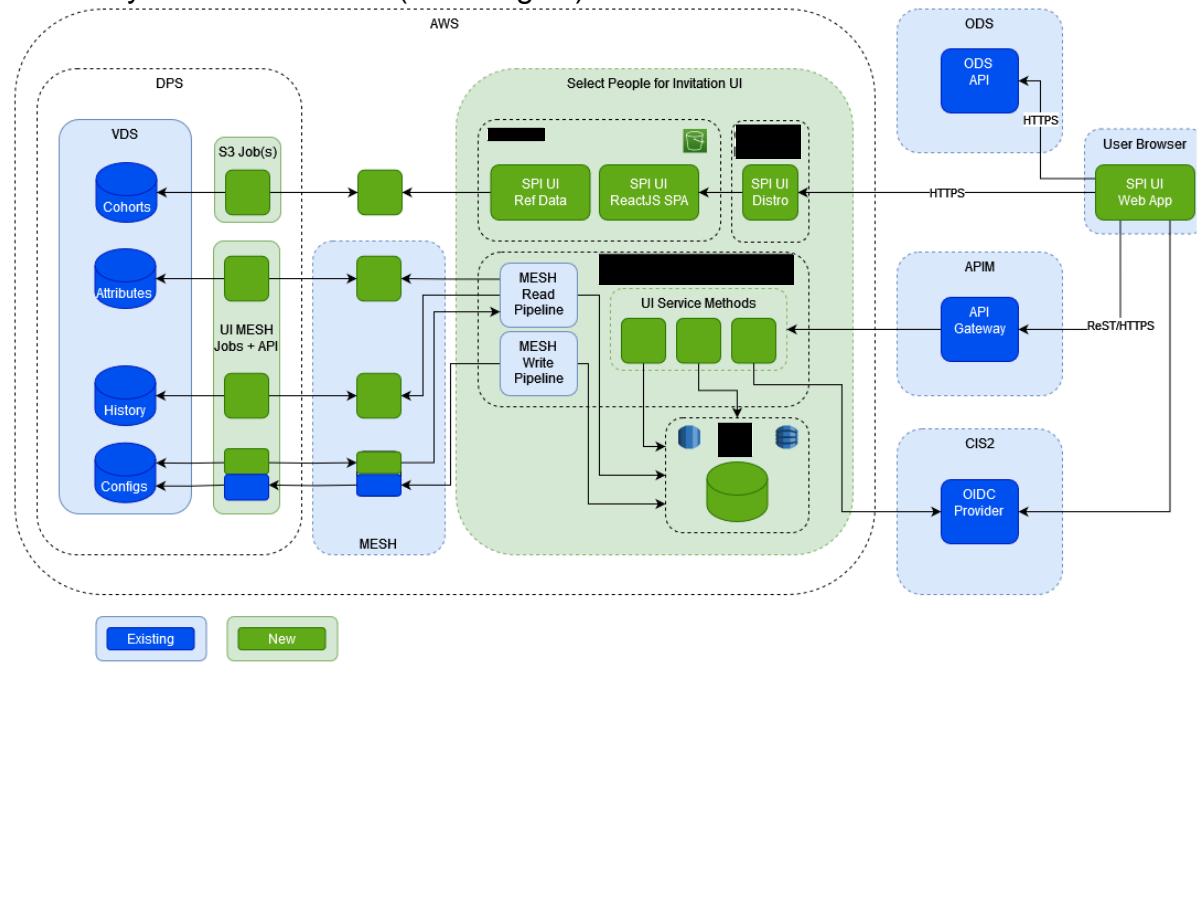 AWS
ODS
DPS
Select People for Invitation UI
ODS
API
HTTPS
VDS
User Browser
S3 Job(s)
SPI UI
Ref Data
SPI UI
ReactJS SPA
SPI UI
Distro
HTTPS
SPI UI
Web App
Cohorts
APIM
MESH
Read
Pipeline
Attributes
UI Service Methods
API
Gateway
ReST/HTTPS
UI MESH
Jobs + API
MESH
Write
Pipeline
History
CIS2
Configs
OIDC
Provider
MESH
Existing
New